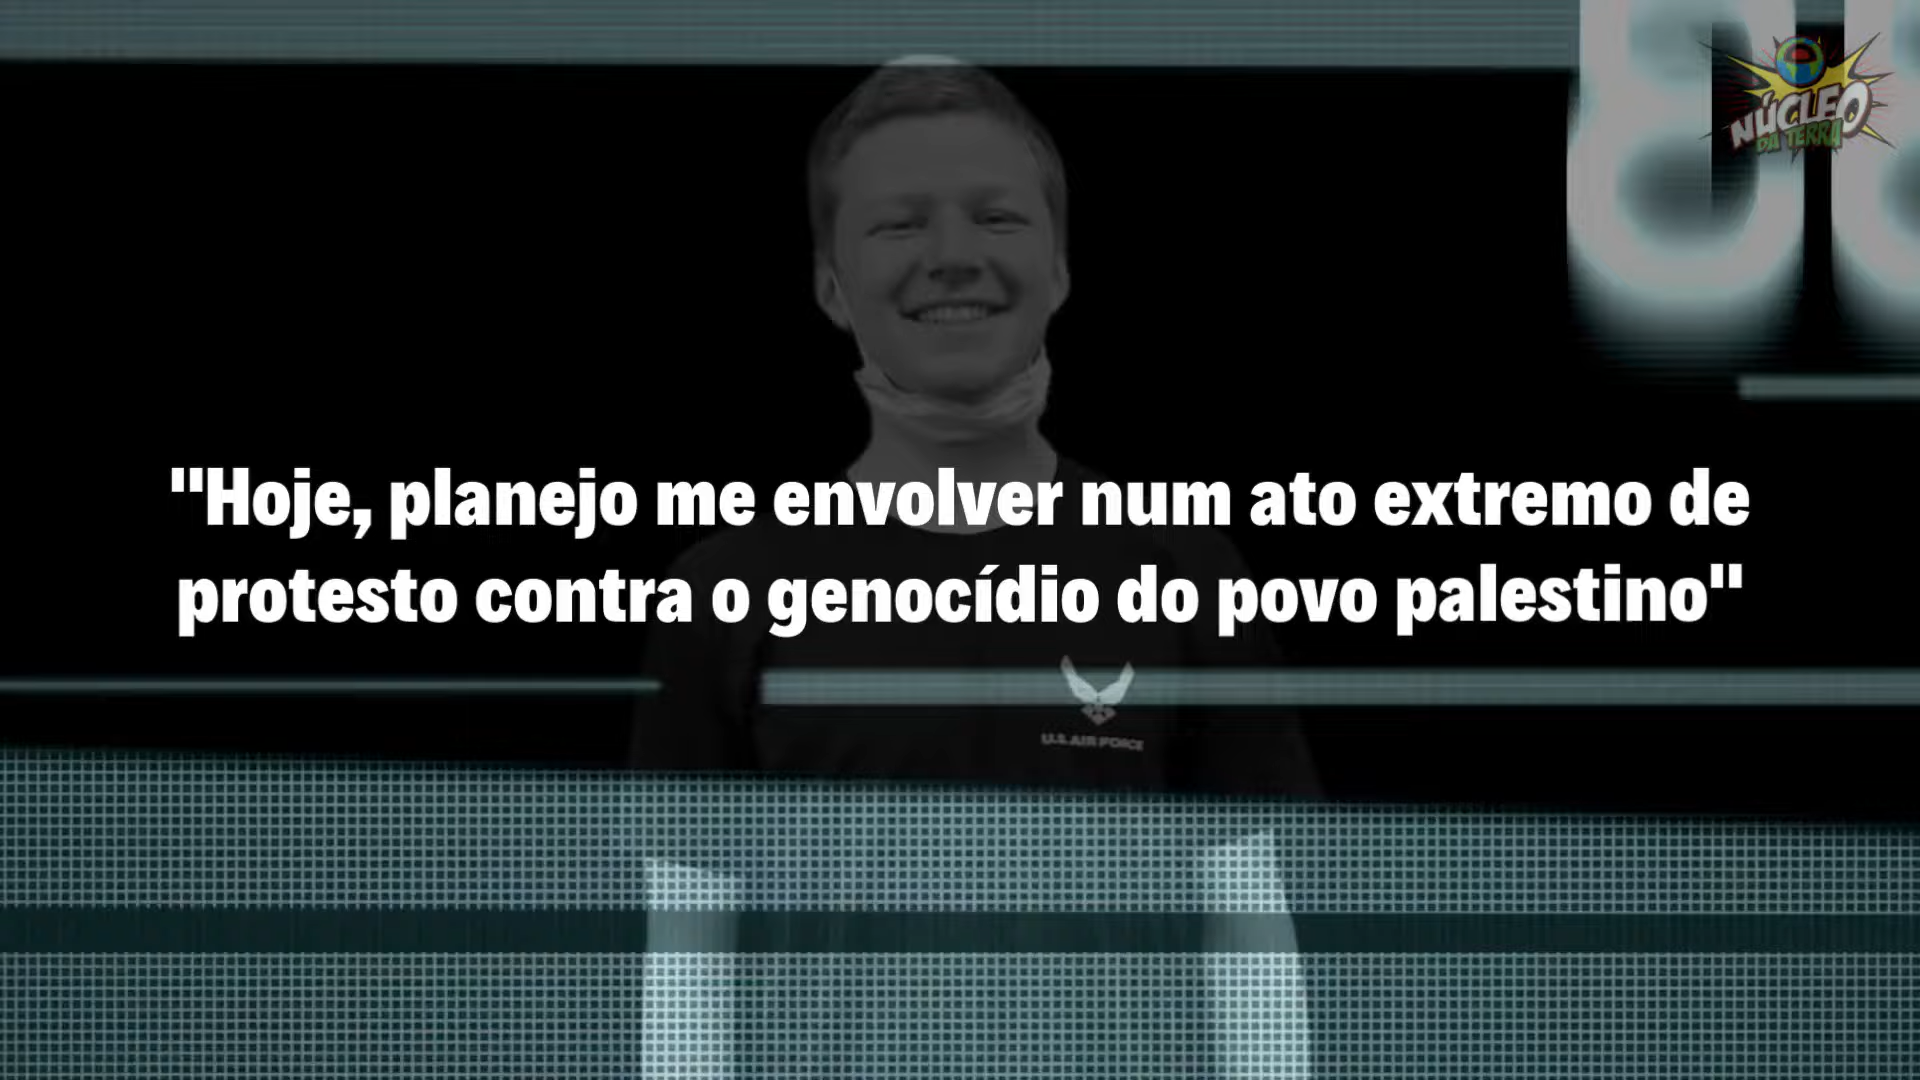 NÚCLEO
DA TERRA
"Hoje, planejo me envolver num ato extremo de
protesto contra o genocídio do povo palestino"
U.S. AIR FORCE